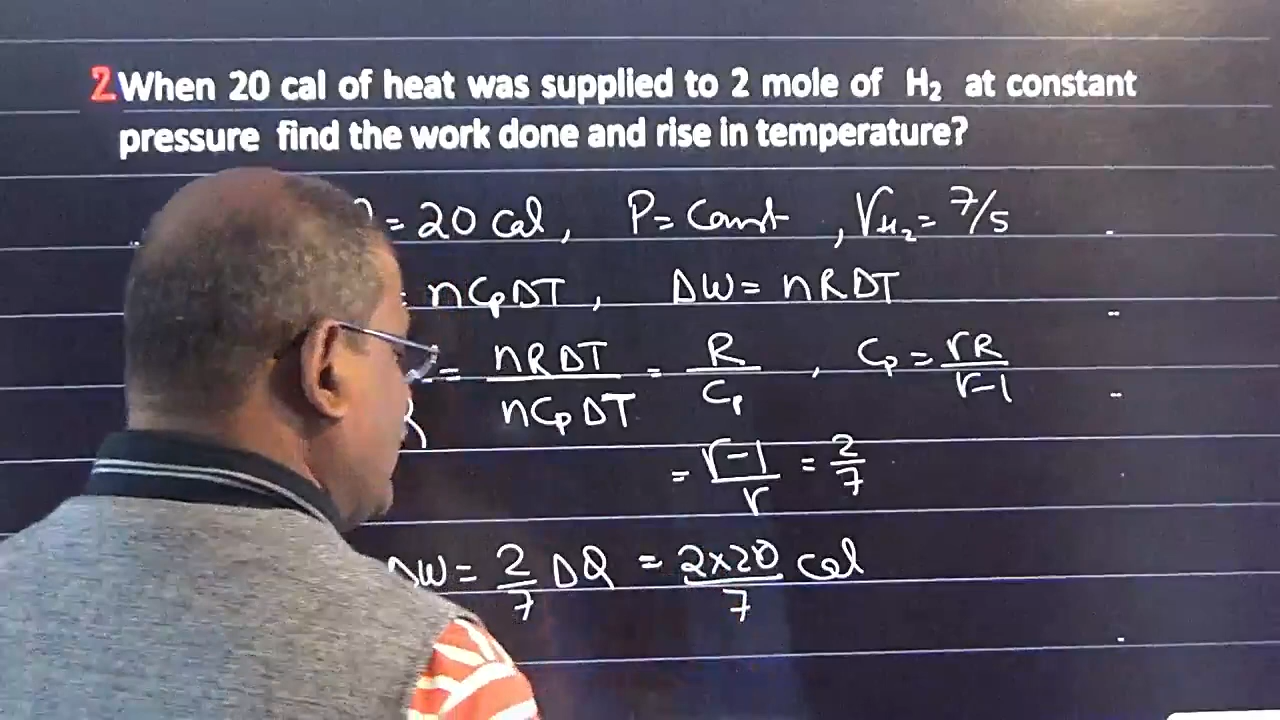 2 When 20 cal of heat was supplied to 2 mole of H₂ at constant
pressure find the work done and rise in temperature?
= 20 Cal, P = Const, γH₂ = 7/5
= nCpΔT, ΔW = nRΔT
= nRΔT/nCpΔT = R/Cp, Cp = γR/γ-1
= γ-1/γ = 2/7
ΔW = 2/7 ΔQ = 2×20/7 Cal